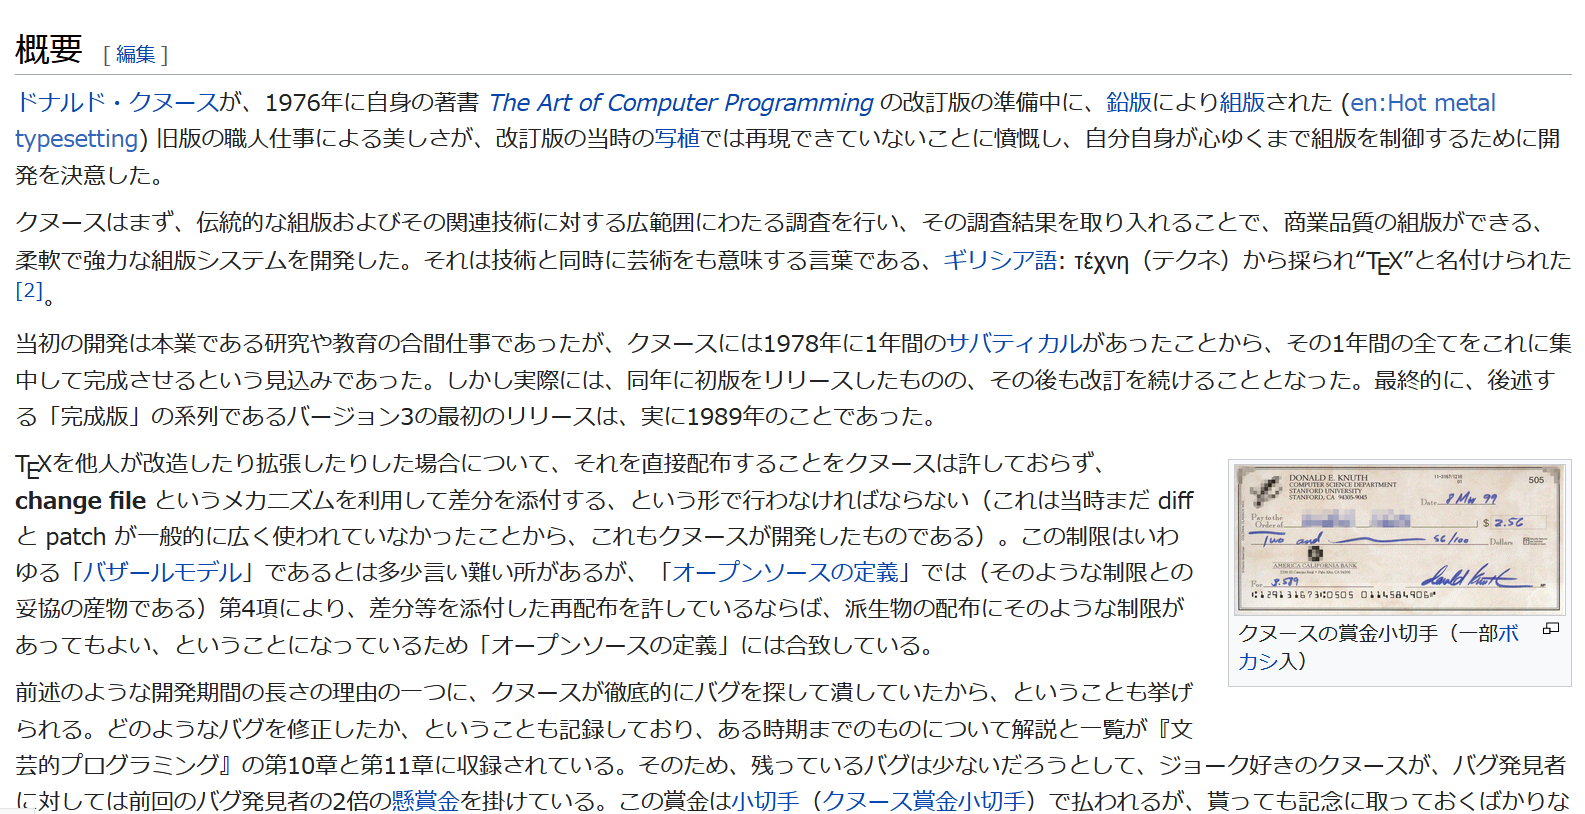 概要 [ 編集 ]
ドナルド・クヌースが、1976年に自身の著書 The Art of Computer Programming の改訂版の準備中に、鉛版により組版された (en:Hot metal
typesetting) 旧版の職人仕事による美しさが、改訂版の当時の写植では再現できていないことに憤慨し、自分自身が心ゆくまで組版を制御するために開
発を決意した。
クヌースはまず、伝統的な組版およびその関連技術に対する広範囲にわたる調査を行い、その調査結果を取り入れることで、商業品質の組版ができる、
柔軟で強力な組版システムを開発した。それは技術と同時に芸術をも意味する言葉である、ギリシア語: τέχνη（テクネ）から採られ“TEX”と名付けられた
[2]。
当初の開発は本業である研究や教育の合間仕事であったが、クヌースには1978年に1年間のサバティカルがあったことから、その1年間の全てをこれに集
中して完成させるという見込みであった。しかし実際には、同年に初版をリリースしたものの、その後も改訂を続けることとなった。最終的に、後述す
る「完成版」の系列であるバージョン3の最初のリリースは、実に1989年のことであった。
TEXを他人が改造したり拡張したりした場合について、それを直接配布することをクヌースは許しておらず、
change file というメカニズムを利用して差分を添付する、という形で行わなければならない（これは当時まだ diff
と patch が一般的に広く使われていなかったことから、これもクヌースが開発したものである）。この制限はいわ
ゆる「バザールモデル」であるとは多少言い難い所があるが、「オープンソースの定義」では（そのような制限との
妥協の産物である）第4項により、差分等を添付した再配布を許しているならば、派生物の配布にそのような制限が
あってもよい、ということになっているため「オープンソースの定義」には合致している。
DONALD E. KNUTH
COMPUTER SCIENCE DEPARTMENT
STANFORD UNIVERSITY
STANFORD, CA 94305-9045
505
Date 8 Mar 99
Pay to the
Order of $ 2.56
Two and 56/100 Dollars
AMERICA CALIFORNIA BANK
For 3.579
Donald Knuth
クヌースの賞金小切手（一部ボ
カシ入）
前述のような開発期間の長さの理由の一つに、クヌースが徹底的にバグを探して潰していたから、ということも挙げ
られる。どのようなバグを修正したか、ということも記録しており、ある時期までのものについて解説と一覧が『文
芸的プログラミング』の第10章と第11章に収録されている。そのため、残っているバグは少ないだろうとして、ジョーク好きのクヌースが、バグ発見者
に対しては前回のバグ発見者の2倍の懸賞金を掛けている。この賞金は小切手（クヌース賞金小切手）で払われるが、貰っても記念に取っておくばかりな